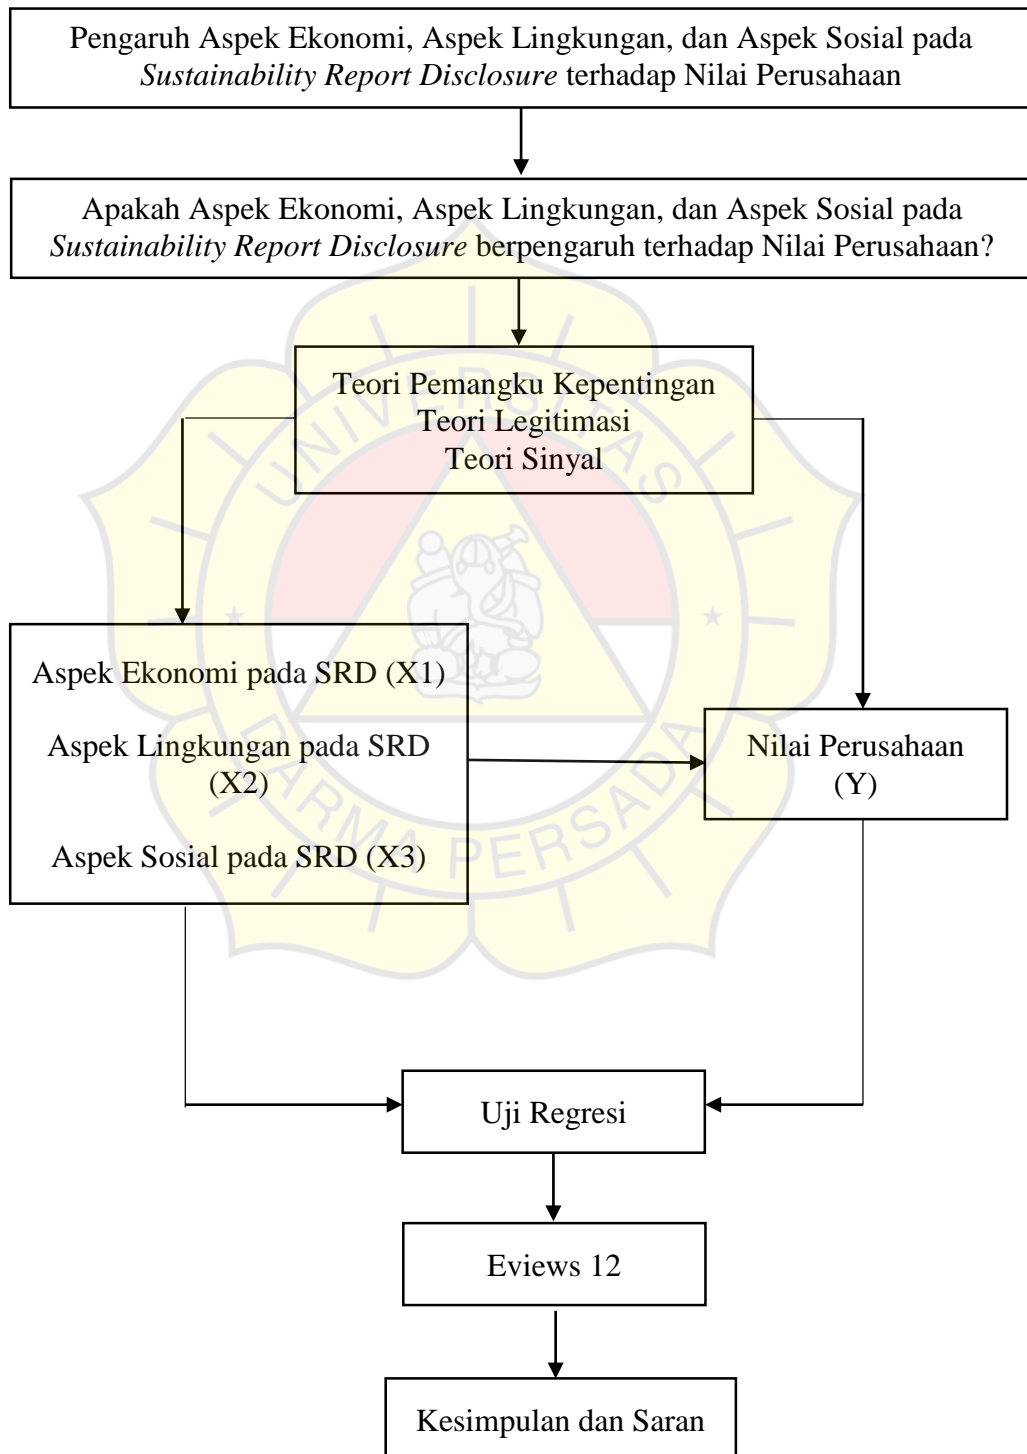 Pengaruh Aspek Ekonomi, Aspek Lingkungan, dan Aspek Sosial pada
Sustainability Report Disclosure terhadap Nilai Perusahaan
Apakah Aspek Ekonomi, Aspek Lingkungan, dan Aspek Sosial pada
Sustainability Report Disclosure berpengaruh terhadap Nilai Perusahaan?
Teori Pemangku Kepentingan
Teori Legitimasi
Teori Sinyal
UNIVERSITAS
Aspek Ekonomi pada SRD (X1)
Aspek Lingkungan pada SRD
(X2)
Aspek Sosial pada SRD (X3)
Nilai Perusahaan
(Y)
DARMA PERSADA
Uji Regresi
Eviews 12
Kesimpulan dan Saran